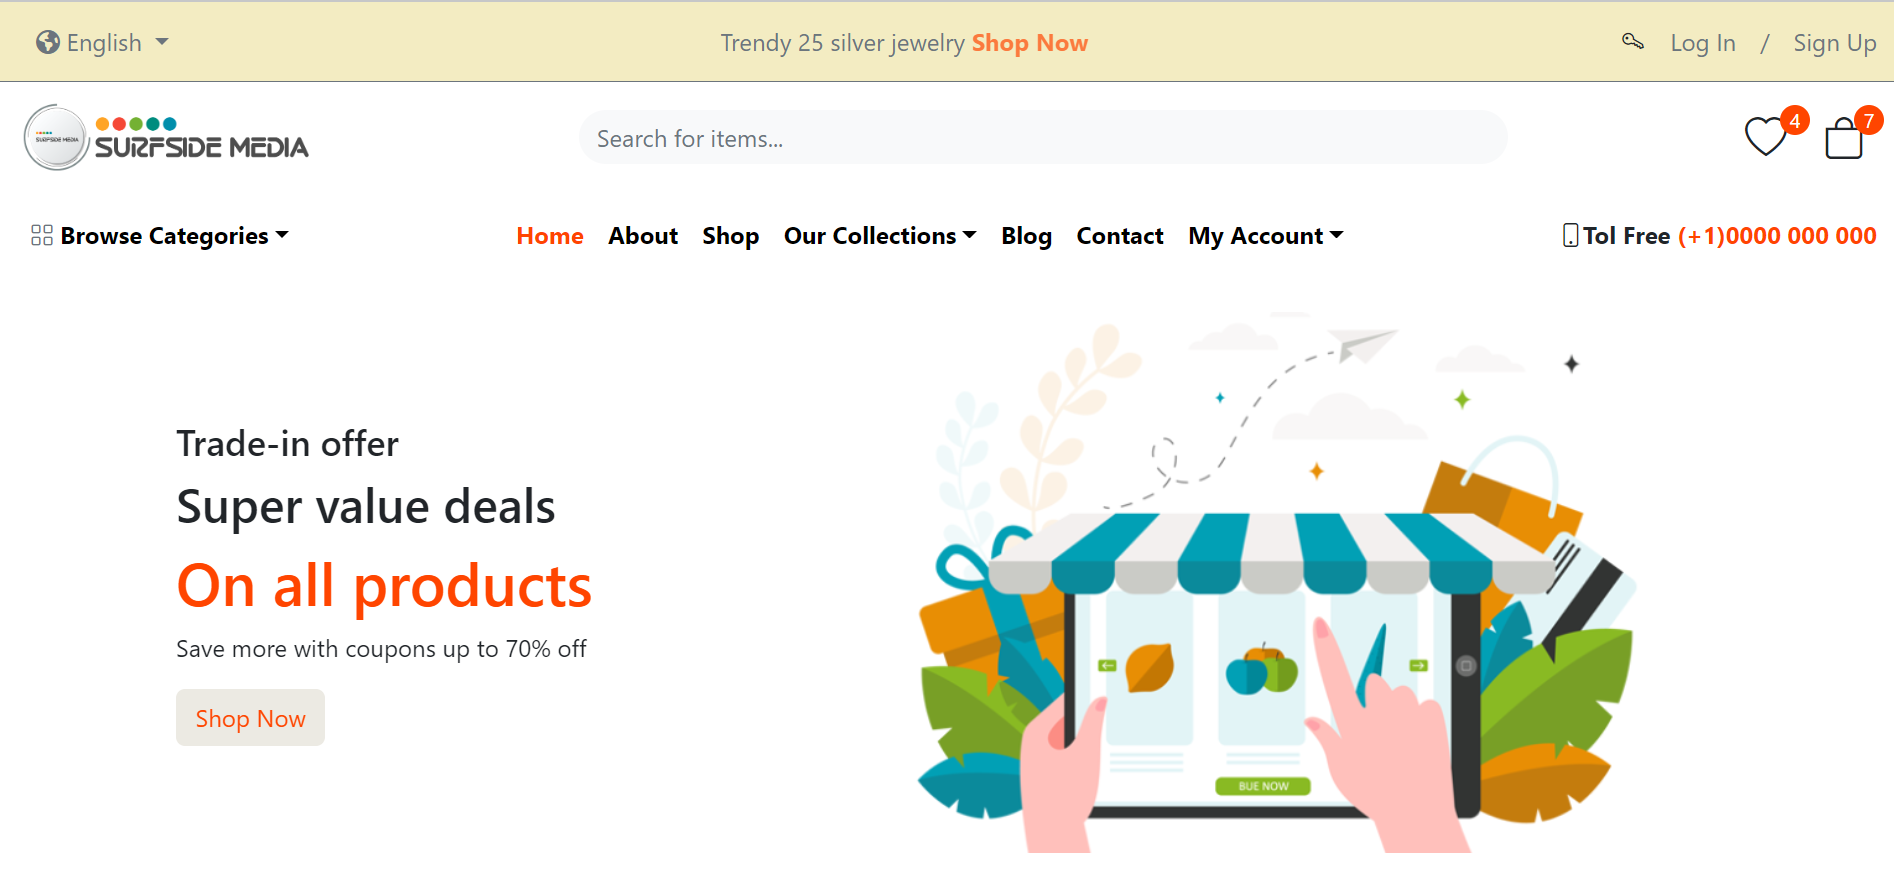 English
Trendy 25 silver jewelry Shop Now
Log In / Sign Up
SURFSIDE MEDIA
SURFSIDE MEDIA
Search for items...
4
7
Browse Categories
Home About Shop Our Collections Blog Contact My Account
Tol Free (+1)0000 000 000
Trade-in offer
Super value deals
On all products
Save more with coupons up to 70% off
Shop Now
BUE NOW